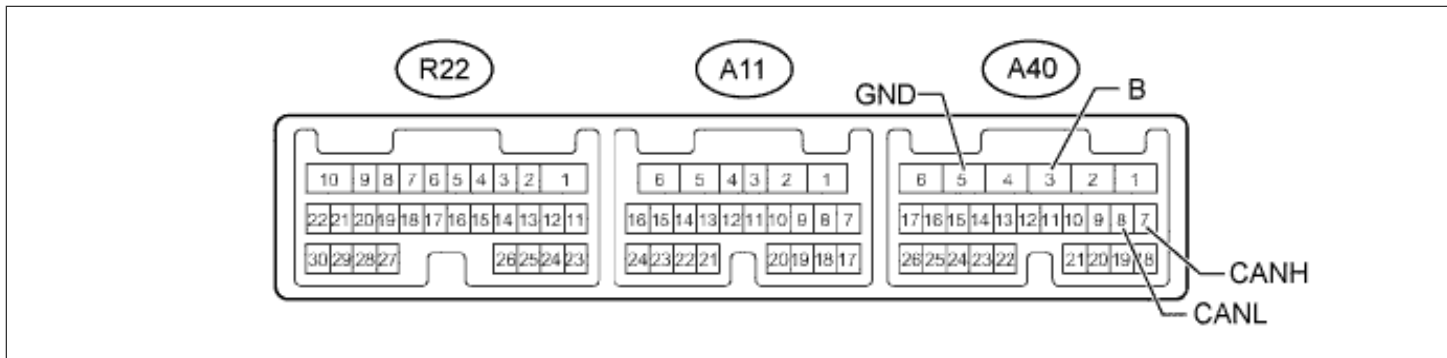 R22 A11 A40
GND B
10 9 8 7 6 5 4 3 2 1 6 5 4 3 2 1 6 5 4 3 2 1
22 21 20 19 18 17 16 15 14 13 12 11 16 15 14 13 12 11 10 9 8 7 17 16 15 14 13 12 11 10 9 8 7
30 29 28 27 26 25 24 23 24 23 22 21 20 19 18 17 26 25 24 23 22 21 20 19 18
CANH
CANL